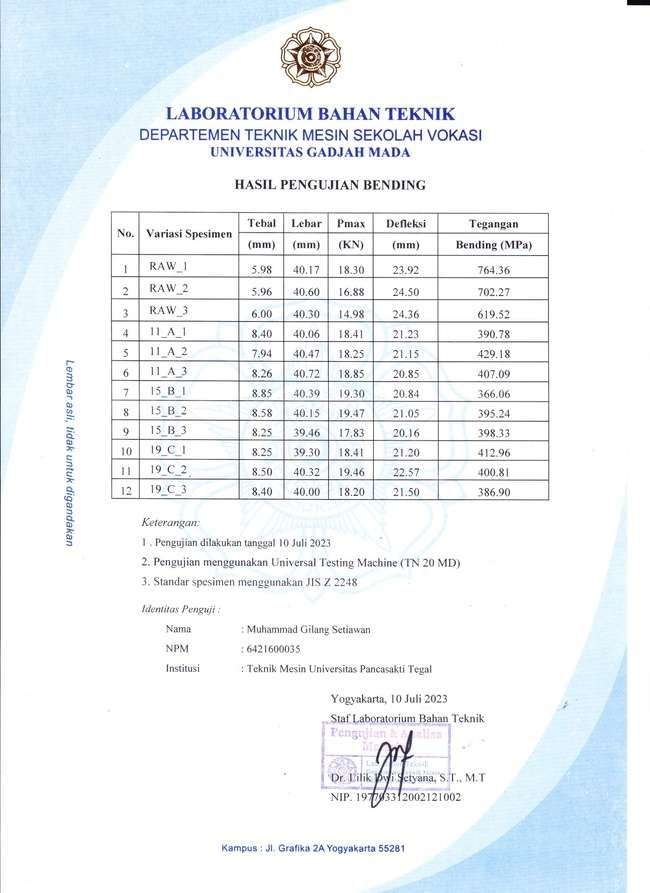 LABORATORIUM BAHAN TEKNIK
DEPARTEMEN TEKNIK MESIN SEKOLAH VOKASI
UNIVERSITAS GADJAH MADA
HASIL PENGUJIAN BENDING
No. Variasi Spesimen Tebal (mm) Lebar (mm) Pmax (KN) Defleksi (mm) Tegangan Bending (MPa)
1 RAW_1 5.98 40.17 18.30 23.92 764.36
2 RAW_2 5.96 40.60 16.88 24.50 702.27
3 RAW_3 6.00 40.30 14.98 24.36 619.52
4 11_A_1 8.40 40.06 18.41 21.23 390.78
5 11_A_2 7.94 40.47 18.25 21.15 429.18
6 11_A_3 8.26 40.72 18.85 20.85 407.09
7 15_B_1 8.85 40.39 19.30 20.84 366.06
8 15_B_2 8.58 40.15 19.47 21.05 395.24
9 15_B_3 8.25 39.46 17.83 20.16 398.33
10 19_C_1 8.25 39.30 18.41 21.20 412.96
11 19_C_2 8.50 40.32 19.46 22.57 400.81
12 19_C_3 8.40 40.00 18.20 21.50 386.90
Lembar asli, tidak untuk digandakan
Keterangan:
1 . Pengujian dilakukan tanggal 10 Juli 2023
2. Pengujian menggunakan Universal Testing Machine (TN 20 MD)
3. Standar spesimen menggunakan JIS Z 2248
Identitas Penguji :
Nama : Muhammad Gilang Setiawan
NPM : 6421600035
Institusi : Teknik Mesin Universitas Pancasakti Tegal
Yogyakarta, 10 Juli 2023
Staf Laboratorium Bahan Teknik
Pengujian & Analisa
Dr. Lilik Dwi Setyana, S.T., M.T
NIP. 197703312002121002
Kampus : Jl. Grafika 2A Yogyakarta 55281